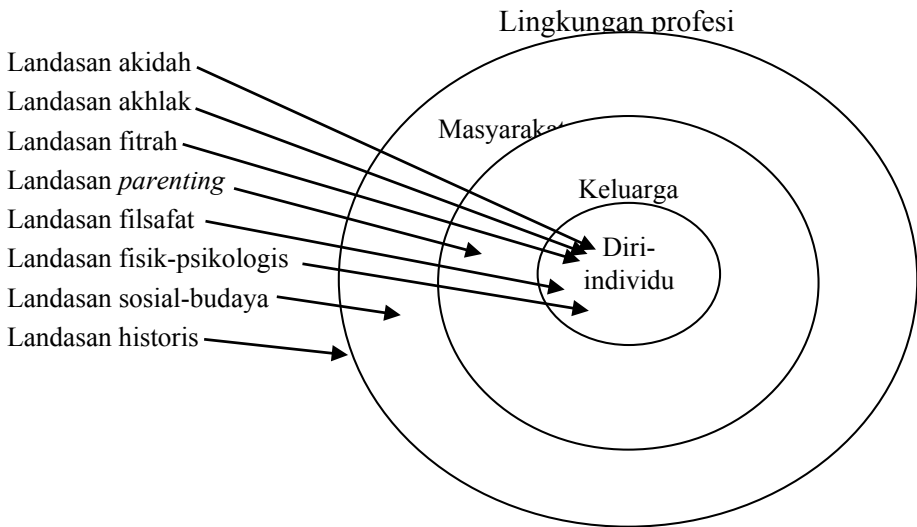 Lingkungan profesi
Landasan akidah
Landasan akhlak
Landasan fitrah
Landasan parenting
Landasan filsafat
Landasan fisik-psikologis
Landasan sosial-budaya
Landasan historis
Masyarakat
Keluarga
Diri-
individu